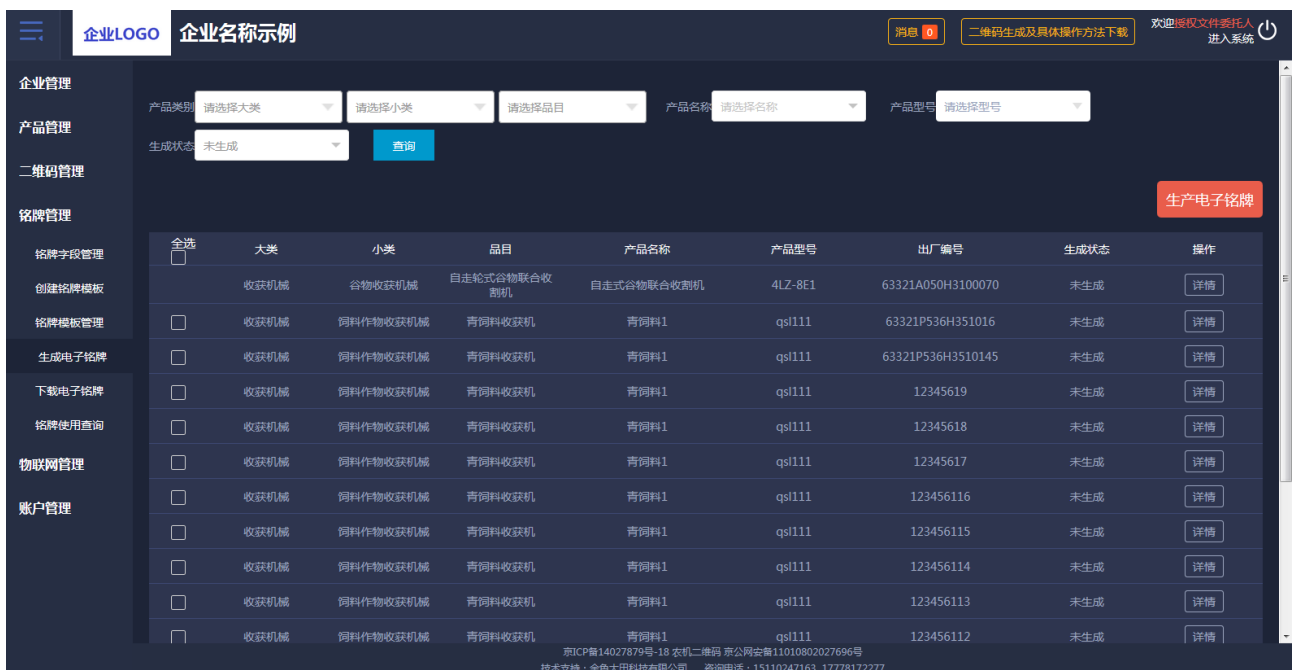 企业LOGO 企业名称示例 消息 0 二维码生成及具体操作方法下载 欢迎授权文件委托人
进入系统
企业管理
产品类别 请选择大类 请选择小类 请选择品目 产品名称 请选择名称 产品型号 请选择型号
产品管理
生成状态 未生成 查询
二维码管理
生产电子铭牌
铭牌管理
全选 大类 小类 品目 产品名称 产品型号 出厂编号 生成状态 操作
铭牌字段管理
收获机械 谷物收获机械 自走轮式谷物联合收割机 自走式谷物联合收割机 4LZ-8E1 63321A050H3100070 未生成 详情
创建铭牌模板
铭牌模板管理 收获机械 饲料作物收获机械 青饲料收获机 青饲料1 qsl111 63321P536H351016 未生成 详情
生成电子铭牌 收获机械 饲料作物收获机械 青饲料收获机 青饲料1 qsl111 63321P536H3510145 未生成 详情
下载电子铭牌 收获机械 饲料作物收获机械 青饲料收获机 青饲料1 qsl111 12345619 未生成 详情
铭牌使用查询 收获机械 饲料作物收获机械 青饲料收获机 青饲料1 qsl111 12345618 未生成 详情
物联网管理 收获机械 饲料作物收获机械 青饲料收获机 青饲料1 qsl111 12345617 未生成 详情
收获机械 饲料作物收获机械 青饲料收获机 青饲料1 qsl111 123456116 未生成 详情
账户管理
收获机械 饲料作物收获机械 青饲料收获机 青饲料1 qsl111 123456115 未生成 详情
收获机械 饲料作物收获机械 青饲料收获机 青饲料1 qsl111 123456114 未生成 详情
收获机械 饲料作物收获机械 青饲料收获机 青饲料1 qsl111 123456113 未生成 详情
收获机械 饲料作物收获机械 青饲料收获机 青饲料1 qsl111 123456112 未生成 详情
京ICP备14027879号-18 农机二维码 京公网安备11010802027696号
技术支持：金色大田科技有限公司 咨询电话：15110247163 17778172277